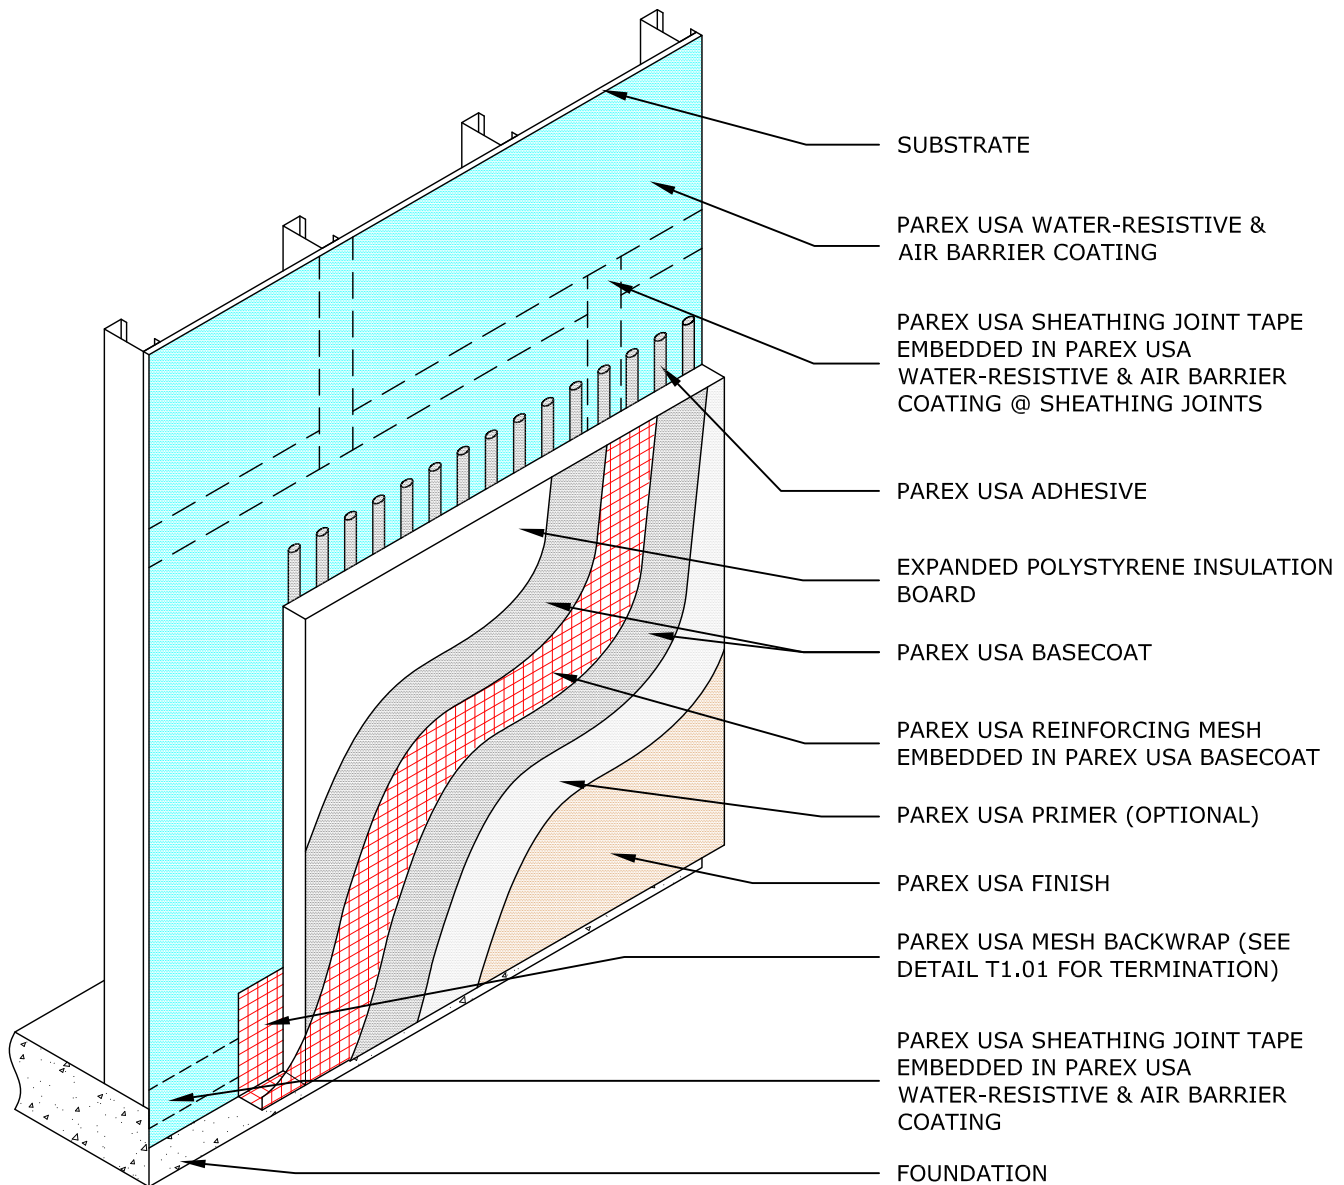 SUBSTRATE
PAREX USA WATER-RESISTIVE &
AIR BARRIER COATING
PAREX USA SHEATHING JOINT TAPE
EMBEDDED IN PAREX USA
WATER-RESISTIVE & AIR BARRIER
COATING @ SHEATHING JOINTS
PAREX USA ADHESIVE
EXPANDED POLYSTYRENE INSULATION
BOARD
PAREX USA BASECOAT
PAREX USA REINFORCING MESH
EMBEDDED IN PAREX USA BASECOAT
PAREX USA PRIMER (OPTIONAL)
PAREX USA FINISH
PAREX USA MESH BACKWRAP (SEE
DETAIL T1.01 FOR TERMINATION)
PAREX USA SHEATHING JOINT TAPE
EMBEDDED IN PAREX USA
WATER-RESISTIVE & AIR BARRIER
COATING
FOUNDATION